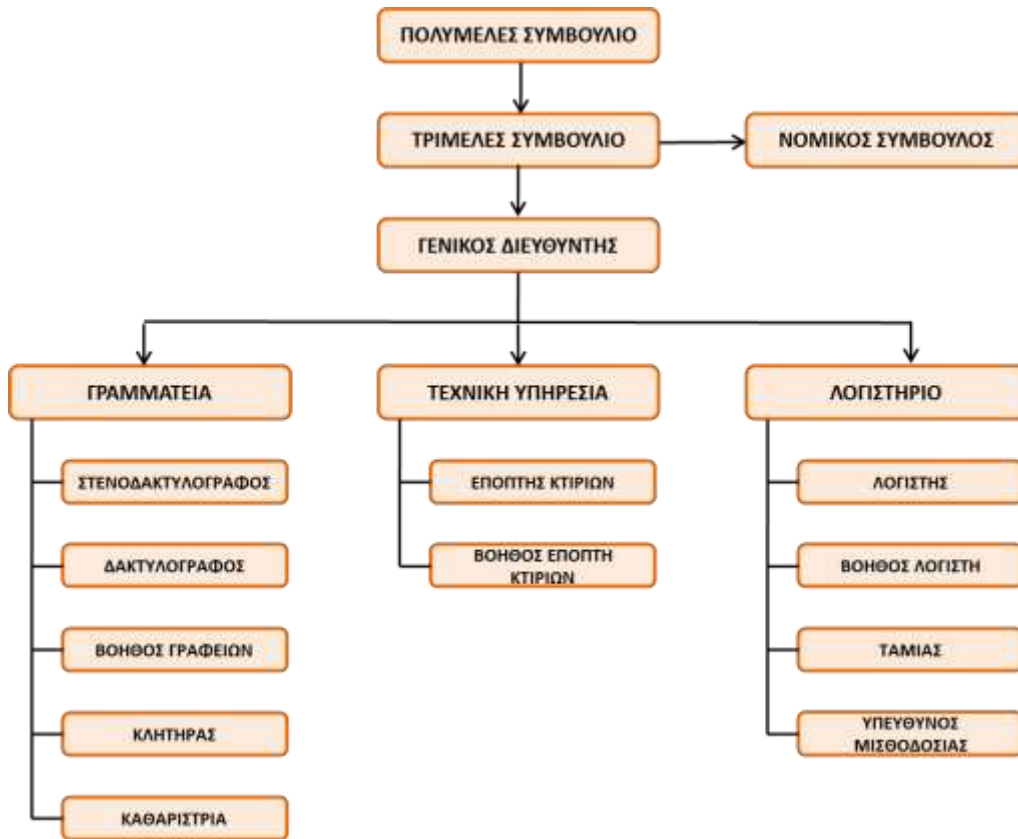 ΠΟΛΥΜΕΛΕΣ ΣΥΜΒΟΥΛΙΟ
ΤΡΙΜΕΛΕΣ ΣΥΜΒΟΥΛΙΟ
ΝΟΜΙΚΟΣ ΣΥΜΒΟΥΛΟΣ
ΓΕΝΙΚΟΣ ΔΙΕΥΘΥΝΤΗΣ
ΓΡΑΜΜΑΤΕΙΑ
ΣΤΕΝΟΔΑΚΤΥΛΟΓΡΑΦΟΣ
ΔΑΚΤΥΛΟΓΡΑΦΟΣ
ΒΟΗΘΟΣ ΓΡΑΦΕΙΩΝ
ΚΛΗΤΗΡΑΣ
ΚΑΘΑΡΙΣΤΡΙΑ
ΤΕΧΝΙΚΗ ΥΠΗΡΕΣΙΑ
ΕΠΟΠΤΗΣ ΚΤΙΡΙΩΝ
ΒΟΗΘΟΣ ΕΠΟΠΤΗ
ΚΤΙΡΙΩΝ
ΛΟΓΙΣΤΗΡΙΟ
ΛΟΓΙΣΤΗΣ
ΒΟΗΘΟΣ ΛΟΓΙΣΤΗ
ΤΑΜΙΑΣ
ΥΠΕΥΘΥΝΟΣ
ΜΙΣΘΟΔΟΣΙΑΣ